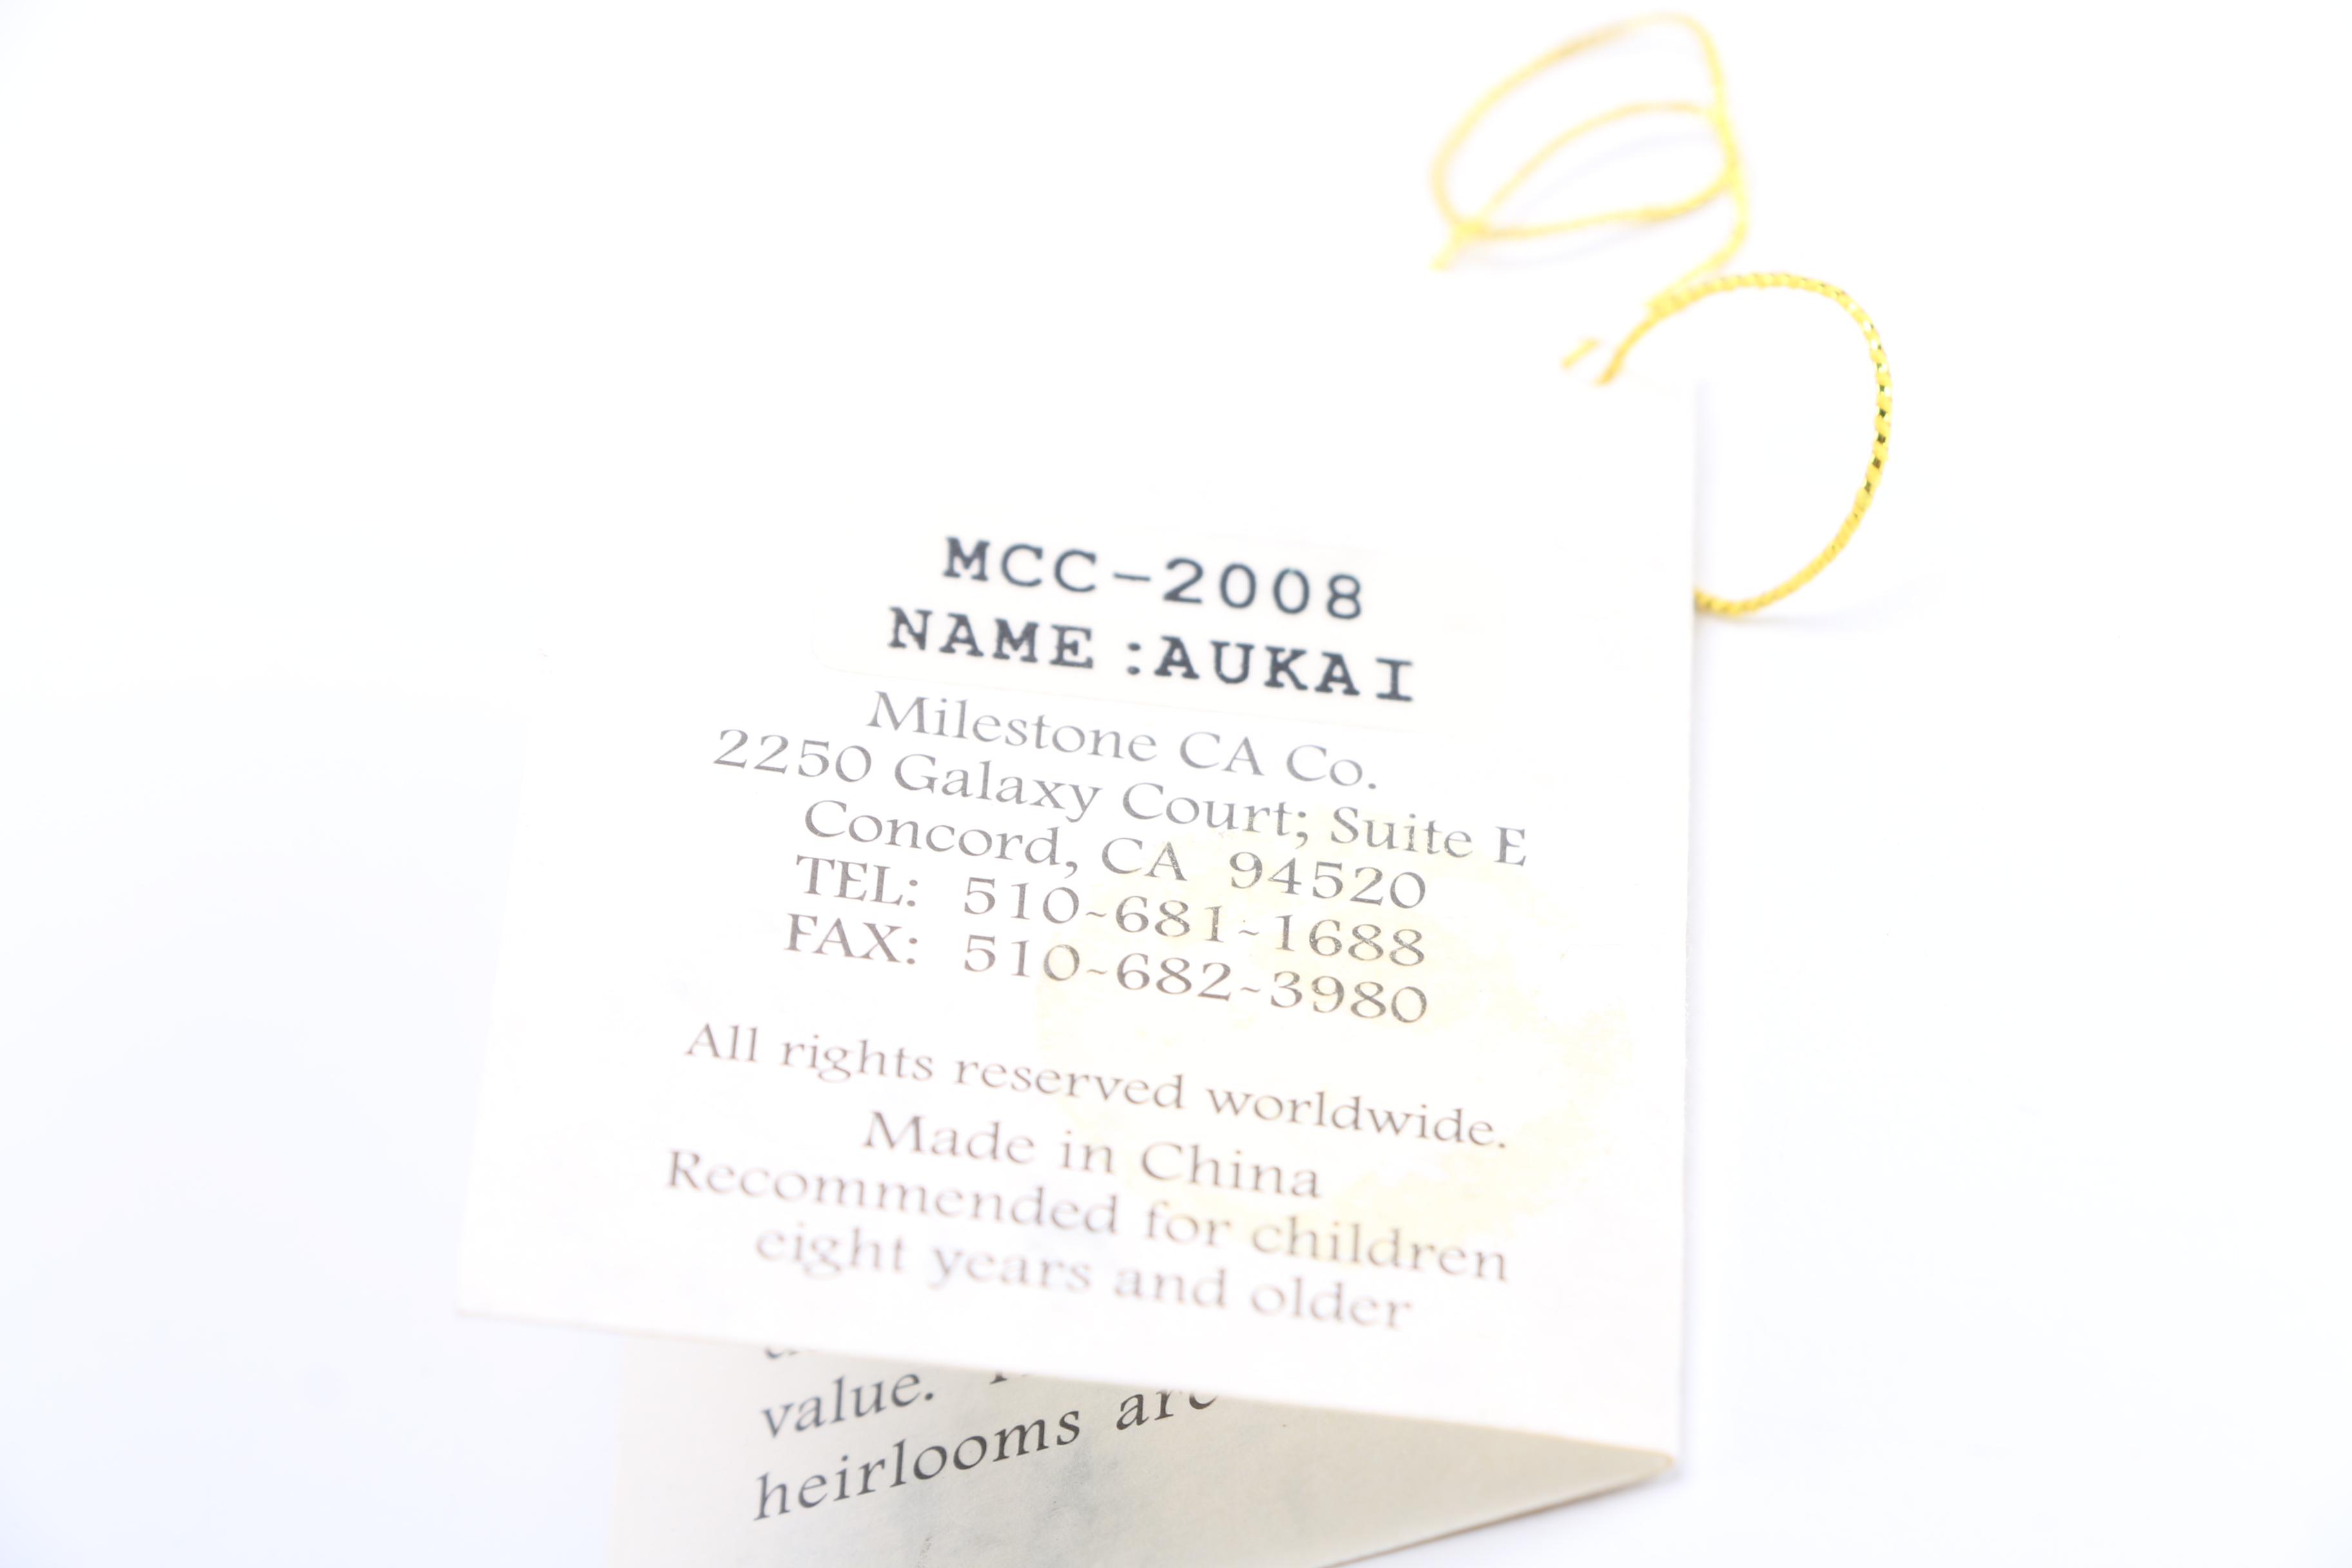 MCC-2008
NAME :AUKAI
Milestone CA Co.
2250 Galaxy Court; Suite E
Concord, CA 94520
TEL: 510-681-1688
FAX: 510-682-3980
All rights reserved worldwide.
Made in China
Recommended for children
eight years and older
value.
heirlooms are